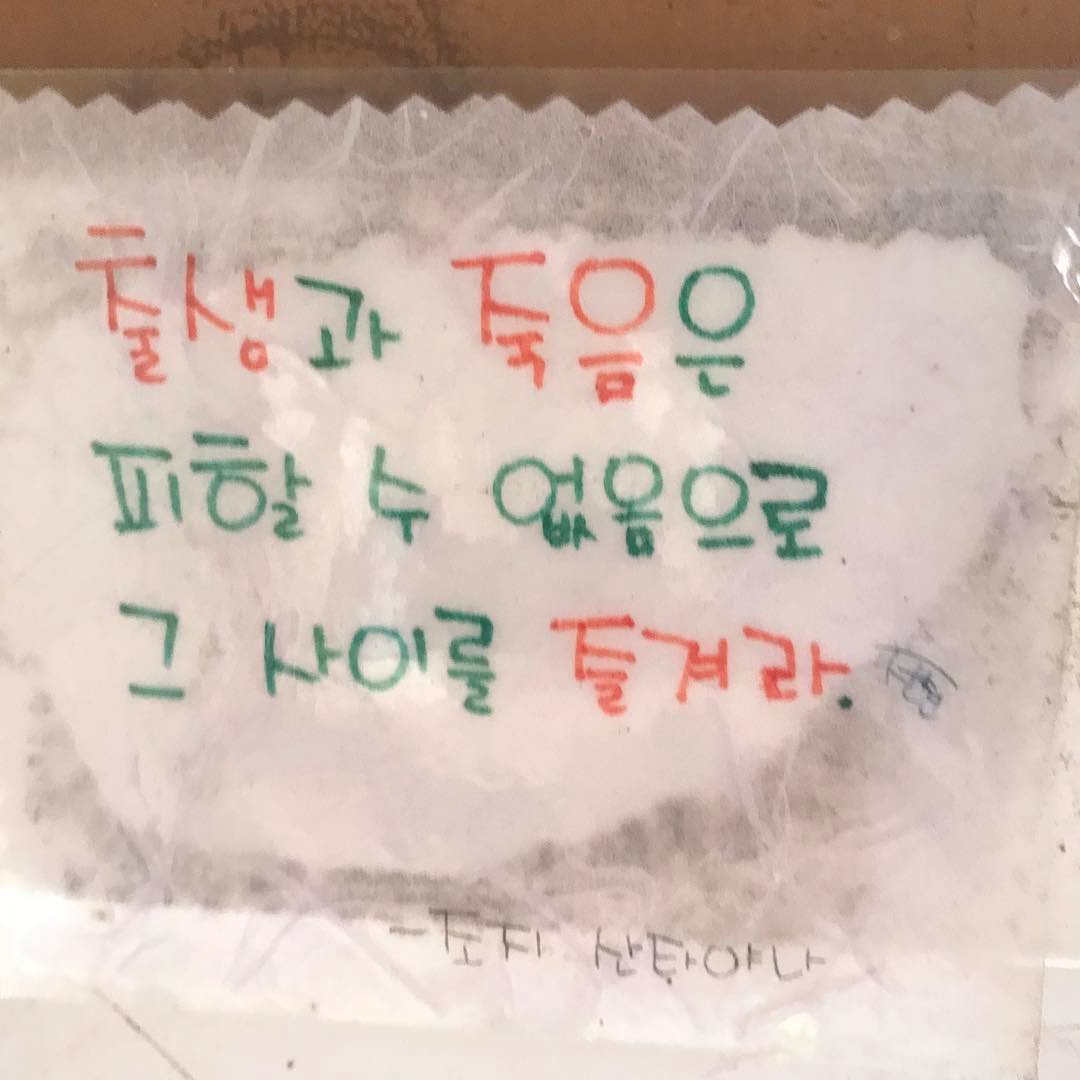 출생과 죽음은
피할 수 없음으로
그 사이를 즐겨라.
-조지 산타야나